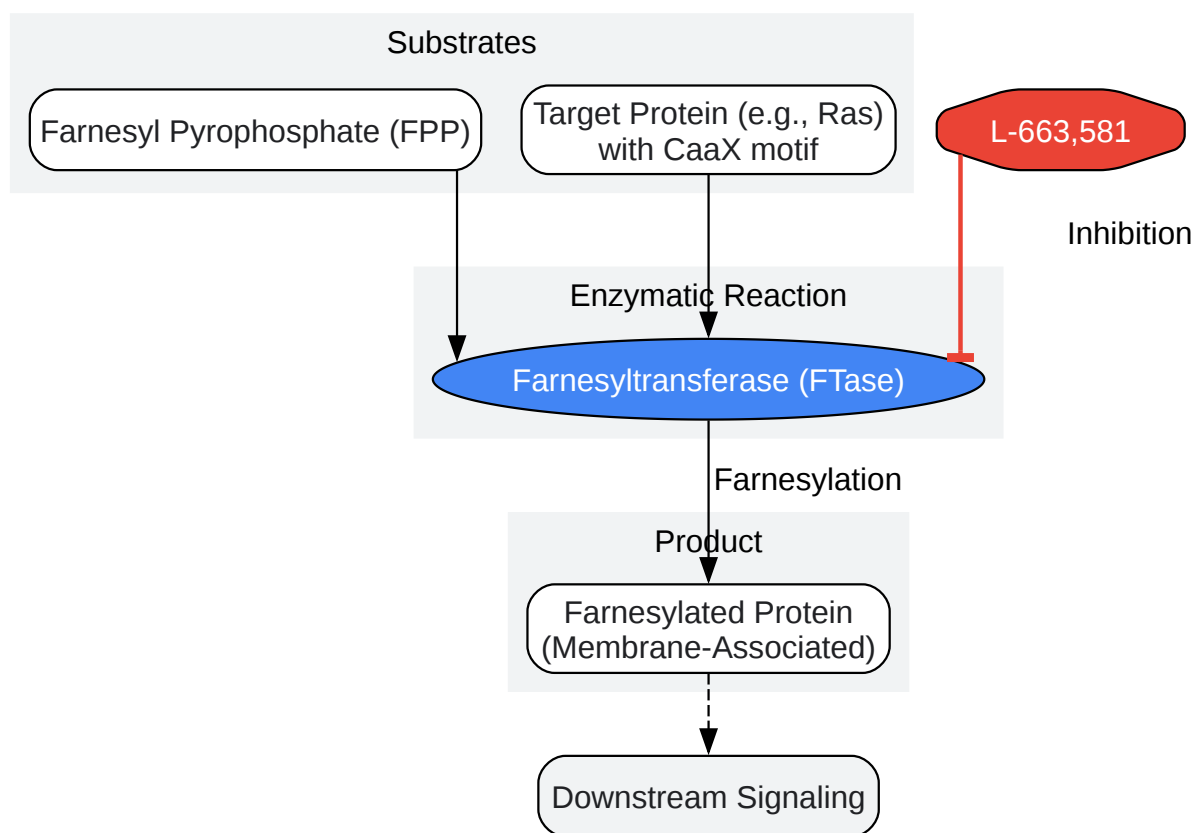 Substrates
Farnesyl Pyrophosphate (FPP)
Target Protein (e.g., Ras)
with CaaX motif
L-663,581
Inhibition
Enzymatic Reaction
Farnesyltransferase (FTase)
Farnesylation
Product
Farnesylated Protein
(Membrane-Associated)
Downstream Signaling